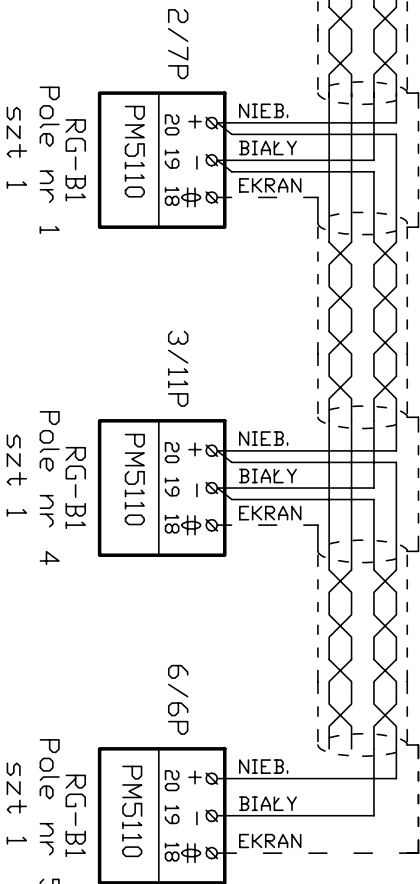 2/7P
NIEB.
BIAŁY
EKRAN
+ - 
20 19 18
PM5110
RG-B1
Pole nr 1
szt 1
3/11P
NIEB.
BIAŁY
EKRAN
+ -
20 19 18
PM5110
RG-B1
Pole nr 4
szt 1
6/6P
NIEB.
BIAŁY
EKRAN
+ -
20 19 18
PM5110
RG-B1
Pole nr
szt 1